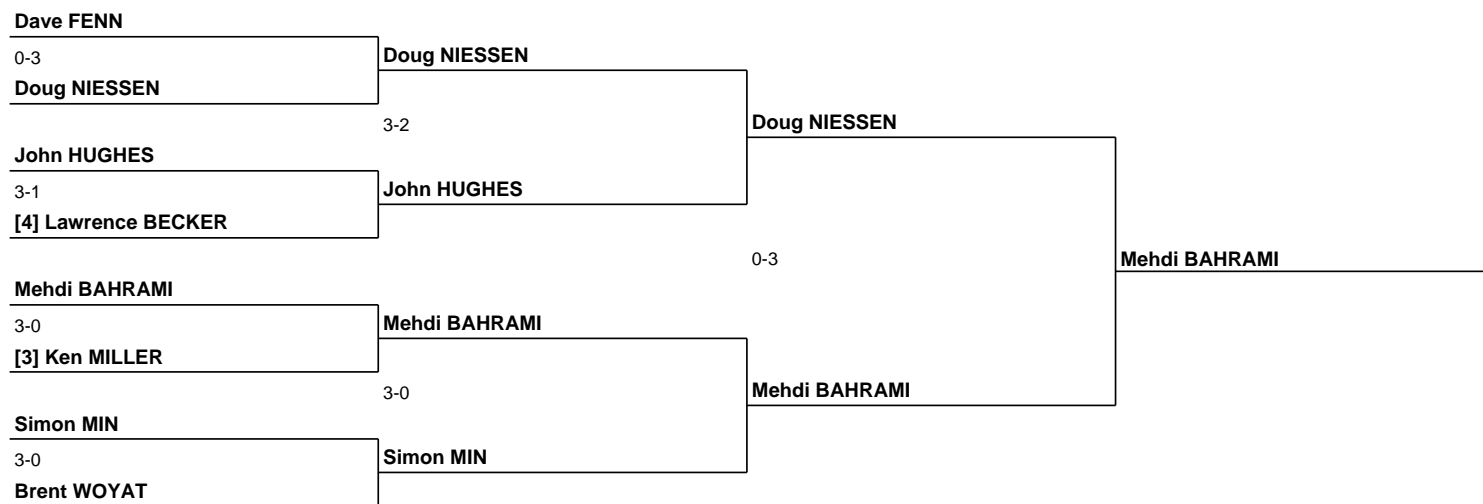 Dave FENN
0-3
Doug NIESSEN
Doug NIESSEN
3-2
Doug NIESSEN
John HUGHES
3-1
John HUGHES
[4] Lawrence BECKER
0-3
Mehdi BAHRAMI
Mehdi BAHRAMI
3-0
Mehdi BAHRAMI
[3] Ken MILLER
3-0
Mehdi BAHRAMI
Simon MIN
3-0
Simon MIN
Brent WOYAT